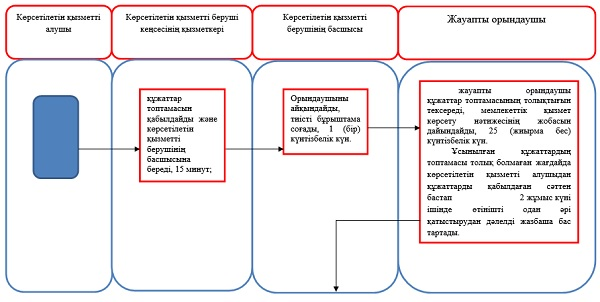 Көрсетілетін қызметті
алушы
Көрсетілетін қызметті беруші
кеңсесінің қызметкері
Көрсетілетін қызметті
берушінің басшысы
Жауапты орындаушы
құжаттар
топтамасын
қабылдайды және
көрсетілетін
қызметті
берушінің
басшысына
береді, 15 минут;
Орындаушыны
айқындайды,
тиісті бұрыштама
соғады, 1 (бір)
күнтізбелік күн.
жауапты орындаушы
құжаттар топтамасының толықтығын
тексереді, мемлекеттік қызмет
көрсету нәтижесінің жобасын
дайындайды, 25 (жиырма бес)
күнтізбелік күн.
Ұсынылған құжаттардың
топтамасы толық болмаған жағдайда
көрсетілетін қызметті алушыдан
құжаттарды қабылдаған сәттен
бастап 2 жұмыс күні
ішінде өтінішті одан әрі
қатыстырудан дәлелді жазбаша бас
тартады.